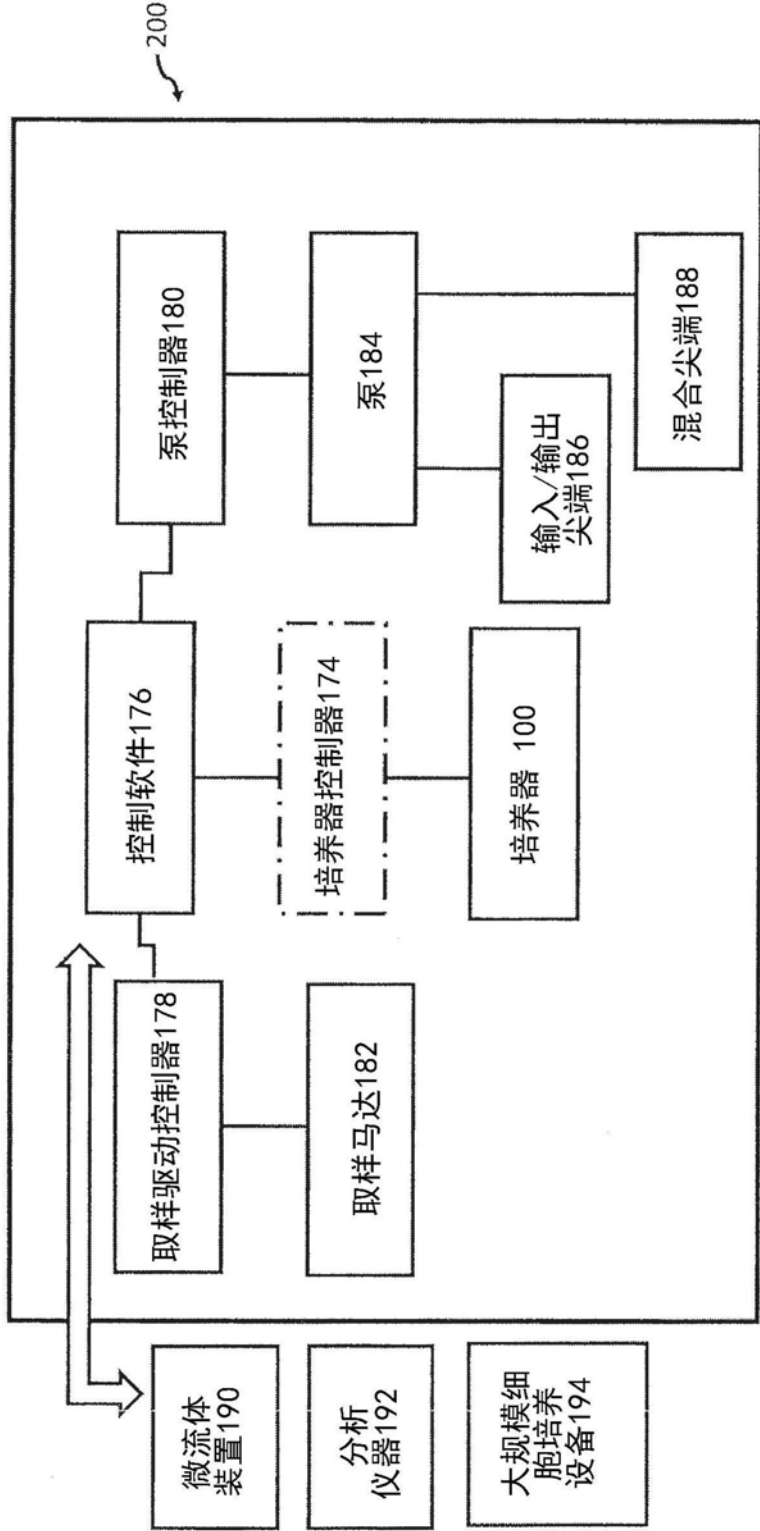 200
控制软件176
泵控制器180
取样驱动控制器178
培养器控制器174
泵184
取样马达182
培养器 100
输入/输出
尖端186
混合尖端188
微流体
装置190
分析
仪器192
大规模细
胞培养
设备194